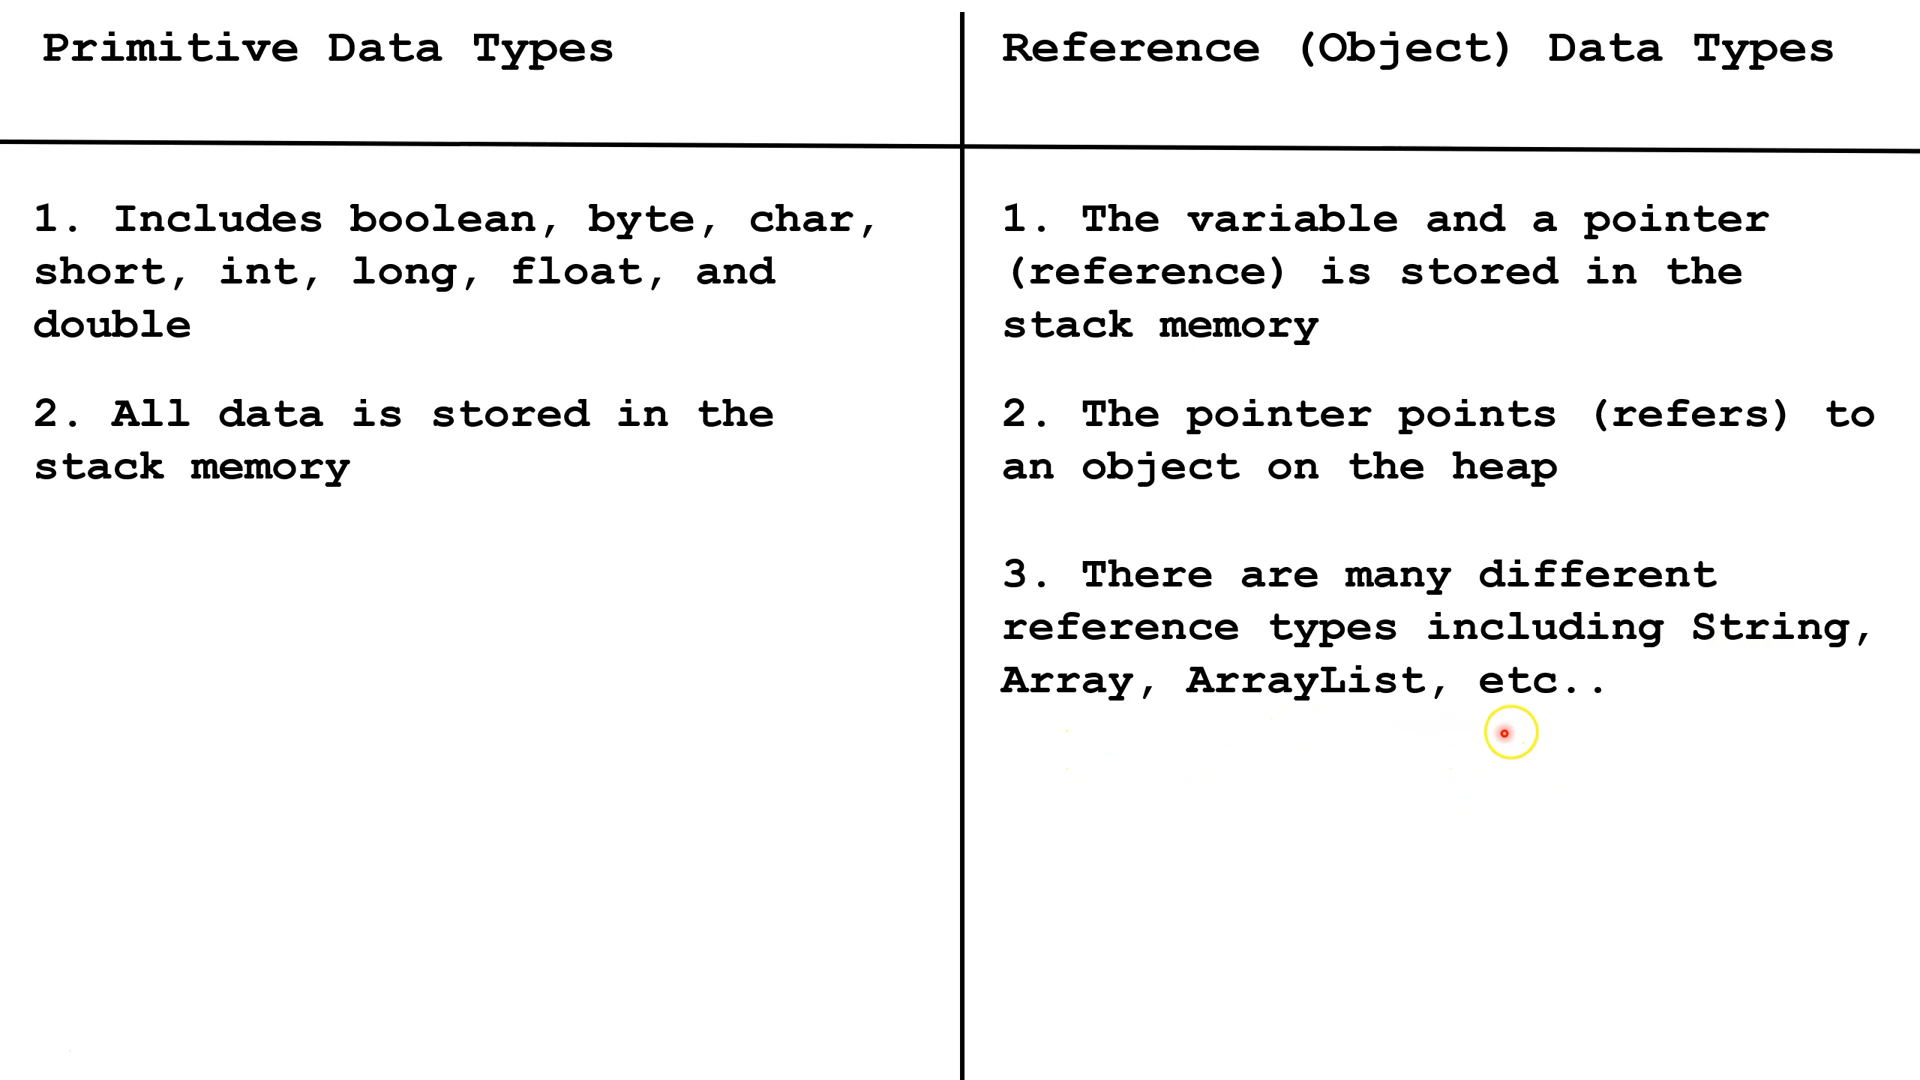 Primitive Data Types
Reference (Object) Data Types
1. Includes boolean, byte, char,
short, int, long, float, and
double
2. All data is stored in the
stack memory
1. The variable and a pointer
(reference) is stored in the
stack memory
2. The pointer points (refers) to
an object on the heap
3. There are many different
reference types including String,
Array, ArrayList, etc..